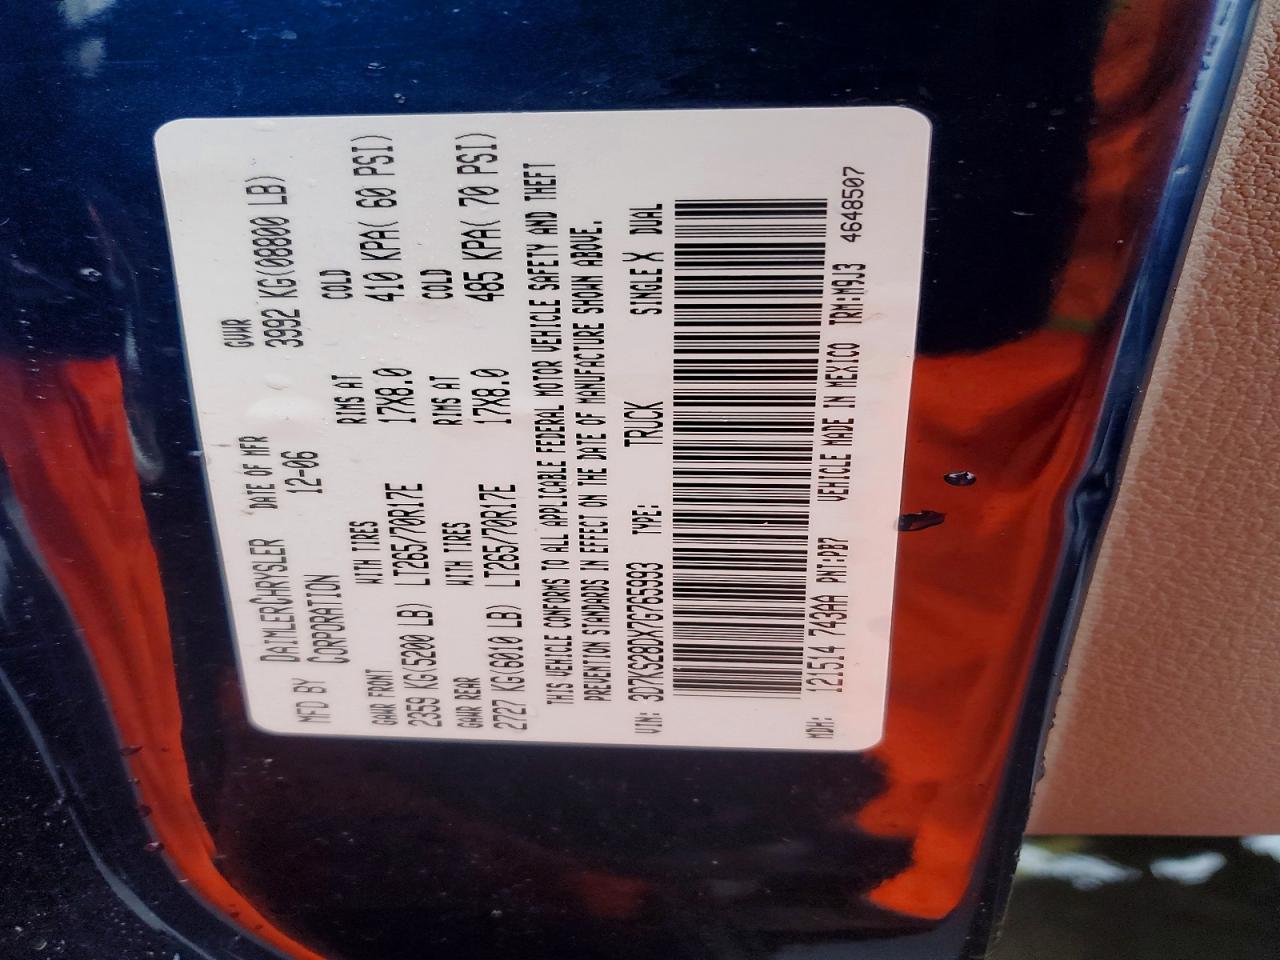 MFD BY DAIMLERCHRYSLER DATE OF MFR GVWR
CORPORATION 12-06 3992 KG(08800 LB)
GAWR FRONT WITH TIRES RIMS AT COLD
2359 KG(5200 LB) LT265/70R17E 17X8.0 410 KPA( 60 PSI)
GAWR REAR WITH TIRES RIMS AT COLD
2727 KG(6010 LB) LT265/70R17E 17X8.0 485 KPA( 70 PSI)
THIS VEHICLE CONFORMS TO ALL APPLICABLE FEDERAL MOTOR VEHICLE SAFETY AND THEFT
PREVENTION STANDARDS IN EFFECT ON THE DATE OF MANUFACTURE SHOWN ABOVE.
VIN: 3D7KS28DX7G765993 TYPE: TRUCK SINGLE X DUAL
MDH: 121514 743AA PNT:PB7 VEHICLE MADE IN MEXICO TRM:M9J3 4648507